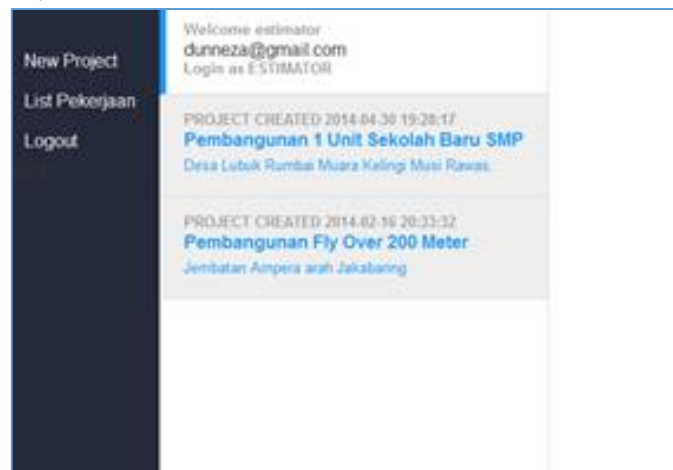 New Project
List Pekerjaan
Logout
Welcome estimator
dunneza@gmail.com
Login as ESTIMATOR
PROJECT CREATED 2014-04-30 19:28:17
Pembangunan 1 Unit Sekolah Baru SMP
Desa Lubuk Rumbai Muara Kelingi Musi Rawas
PROJECT CREATED 2014-02-16 20:33:32
Pembangunan Fly Over 200 Meter
Jembatan Ampera arah Jakabaring